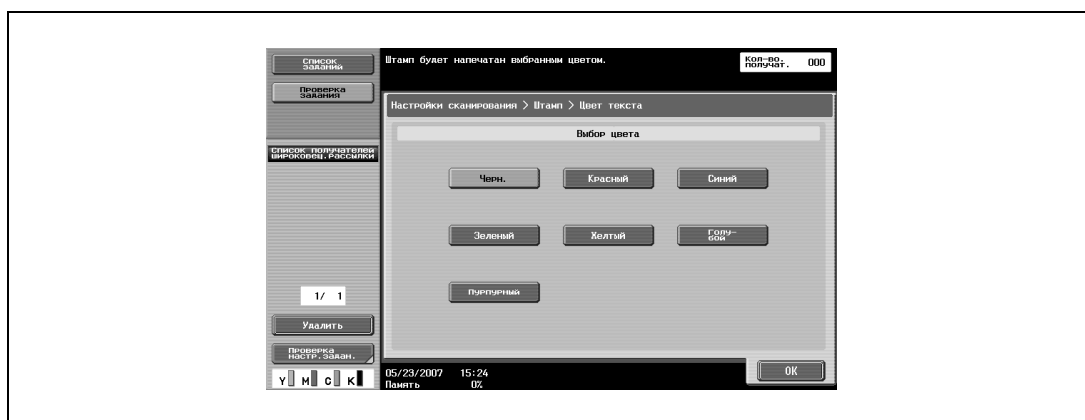 Список
заданий
Проверка
задания
Список получателей
широковещ.рассылки
1/ 1
Удалить
Проверка
настр.задан.
Y M C K
Штамп будет напечатан выбранным цветом.
Кол-во.
получат. 000
Настройки сканирования > Штамп > Цвет текста
Выбор цвета
Черн. Красный Синий
Зеленый Желтый Голу-
бой
Пурпурный
OK
05/23/2007 15:24
Память 0%